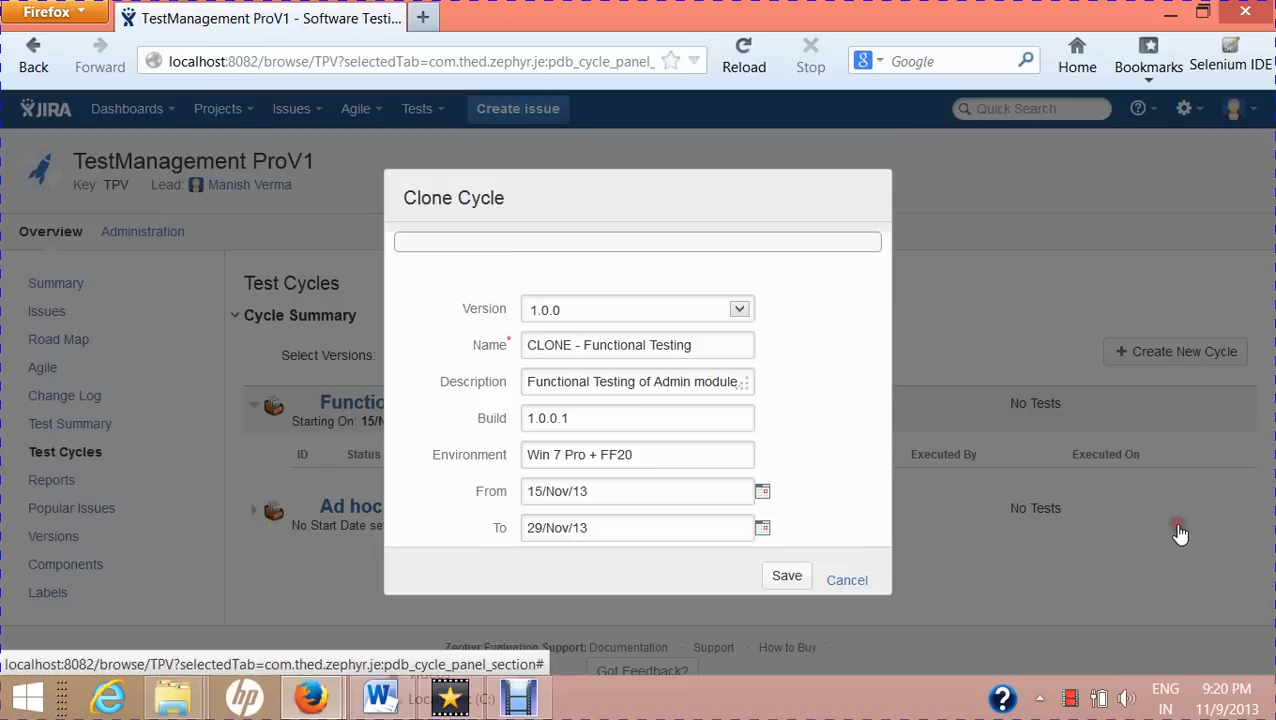 Firefox
TestManagement ProV1 - Software Testi...
Back
Forward
localhost:8082/browse/TPV?selectedTab=com.thed.zephyr.je:pdb_cycle_panel_
Reload
Stop
Google
Home
Bookmarks
Selenium IDE
JIRA
Dashboards
Projects
Issues
Agile
Tests
Create issue
Quick Search
TestManagement ProV1
Key: TPV Lead: Manish Verma
Overview
Administration
Summary
Issues
Road Map
Agile
Change Log
Test Summary
Test Cycles
Reports
Popular Issues
Versions
Components
Labels
Test Cycles
Cycle Summary
Select Versions:
+ Create New Cycle
Functio
Starting On: 15/N
No Tests
ID Status
Executed By
Executed On
Ad hoc
No Start Date se
No Tests
Clone Cycle
Version 1.0.0
Name* CLONE - Functional Testing
Description Functional Testing of Admin module
Build 1.0.0.1
Environment Win 7 Pro + FF20
From 15/Nov/13
To 29/Nov/13
Save
Cancel
Support: Documentation · Support · How to Buy ·
Got Feedback?
localhost:8082/browse/TPV?selectedTab=com.thed.zephyr.je:pdb_cycle_panel_section#
ENG
IN
9:20 PM
11/9/2013